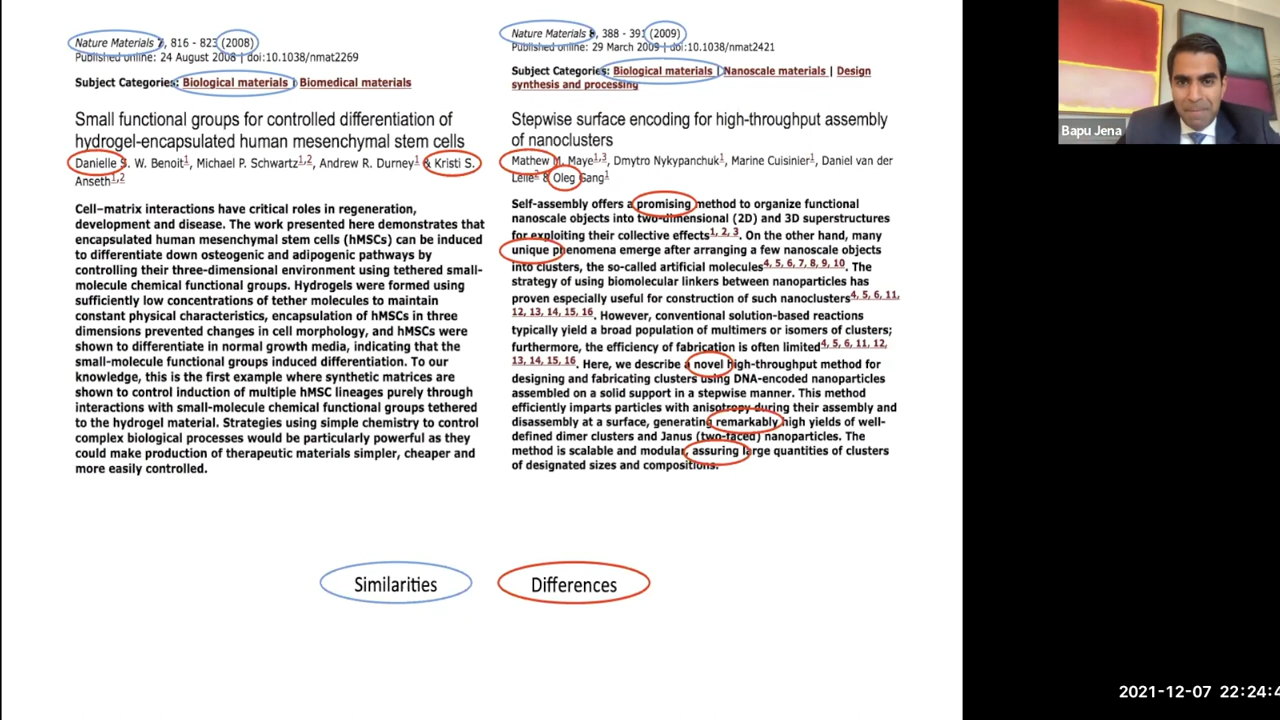 Nature Materials 7, 816 - 823 (2008)
Published online: 24 August 2008 | doi:10.1038/nmat2269
Subject Categories: Biological materials | Biomedical materials
Small functional groups for controlled differentiation of
hydrogel-encapsulated human mesenchymal stem cells
Danielle S. W. Benoit1, Michael P. Schwartz1,2, Andrew R. Durney1 & Kristi S.
Anseth1,2
Cell–matrix interactions have critical roles in regeneration,
development and disease. The work presented here demonstrates that
encapsulated human mesenchymal stem cells (hMSCs) can be induced
to differentiate down osteogenic and adipogenic pathways by
controlling their three-dimensional environment using tethered small-
molecule chemical functional groups. Hydrogels were formed using
sufficiently low concentrations of tether molecules to maintain
constant physical characteristics, encapsulation of hMSCs in three
dimensions prevented changes in cell morphology, and hMSCs were
shown to differentiate in normal growth media, indicating that the
small-molecule functional groups induced differentiation. To our
knowledge, this is the first example where synthetic matrices are
shown to control induction of multiple hMSC lineages purely through
interactions with small-molecule chemical functional groups tethered
to the hydrogel material. Strategies using simple chemistry to control
complex biological processes would be particularly powerful as they
could make production of therapeutic materials simpler, cheaper and
more easily controlled.
Nature Materials 8, 388 - 391 (2009)
Published online: 29 March 2009 | doi:10.1038/nmat2421
Subject Categories: Biological materials | Nanoscale materials | Design
synthesis and processing
Stepwise surface encoding for high-throughput assembly
of nanoclusters
Mathew M. Maye1,3, Dmytro Nykypanchuk1, Marine Cuisinier1, Daniel van der
Lelie2 & Oleg Gang1
Self-assembly offers a promising method to organize functional
nanoscale objects into two-dimensional (2D) and 3D superstructures
for exploiting their collective effects1, 2, 3. On the other hand, many
unique phenomena emerge after arranging a few nanoscale objects
into clusters, the so-called artificial molecules4, 5, 6, 7, 8, 9, 10. The
strategy of using biomolecular linkers between nanoparticles has
proven especially useful for construction of such nanoclusters4, 5, 6, 11,
12, 13, 14, 15, 16. However, conventional solution-based reactions
typically yield a broad population of multimers or isomers of clusters;
furthermore, the efficiency of fabrication is often limited4, 5, 6, 11, 12,
13, 14, 15, 16. Here, we describe a novel high-throughput method for
designing and fabricating clusters using DNA-encoded nanoparticles
assembled on a solid support in a stepwise manner. This method
efficiently imparts particles with anisotropy during their assembly and
disassembly at a surface, generating remarkably high yields of well-
defined dimer clusters and Janus (two-faced) nanoparticles. The
method is scalable and modular, assuring large quantities of clusters
of designated sizes and compositions.
Similarities
Differences
Bapu Jena
2021-12-07 22:24:4